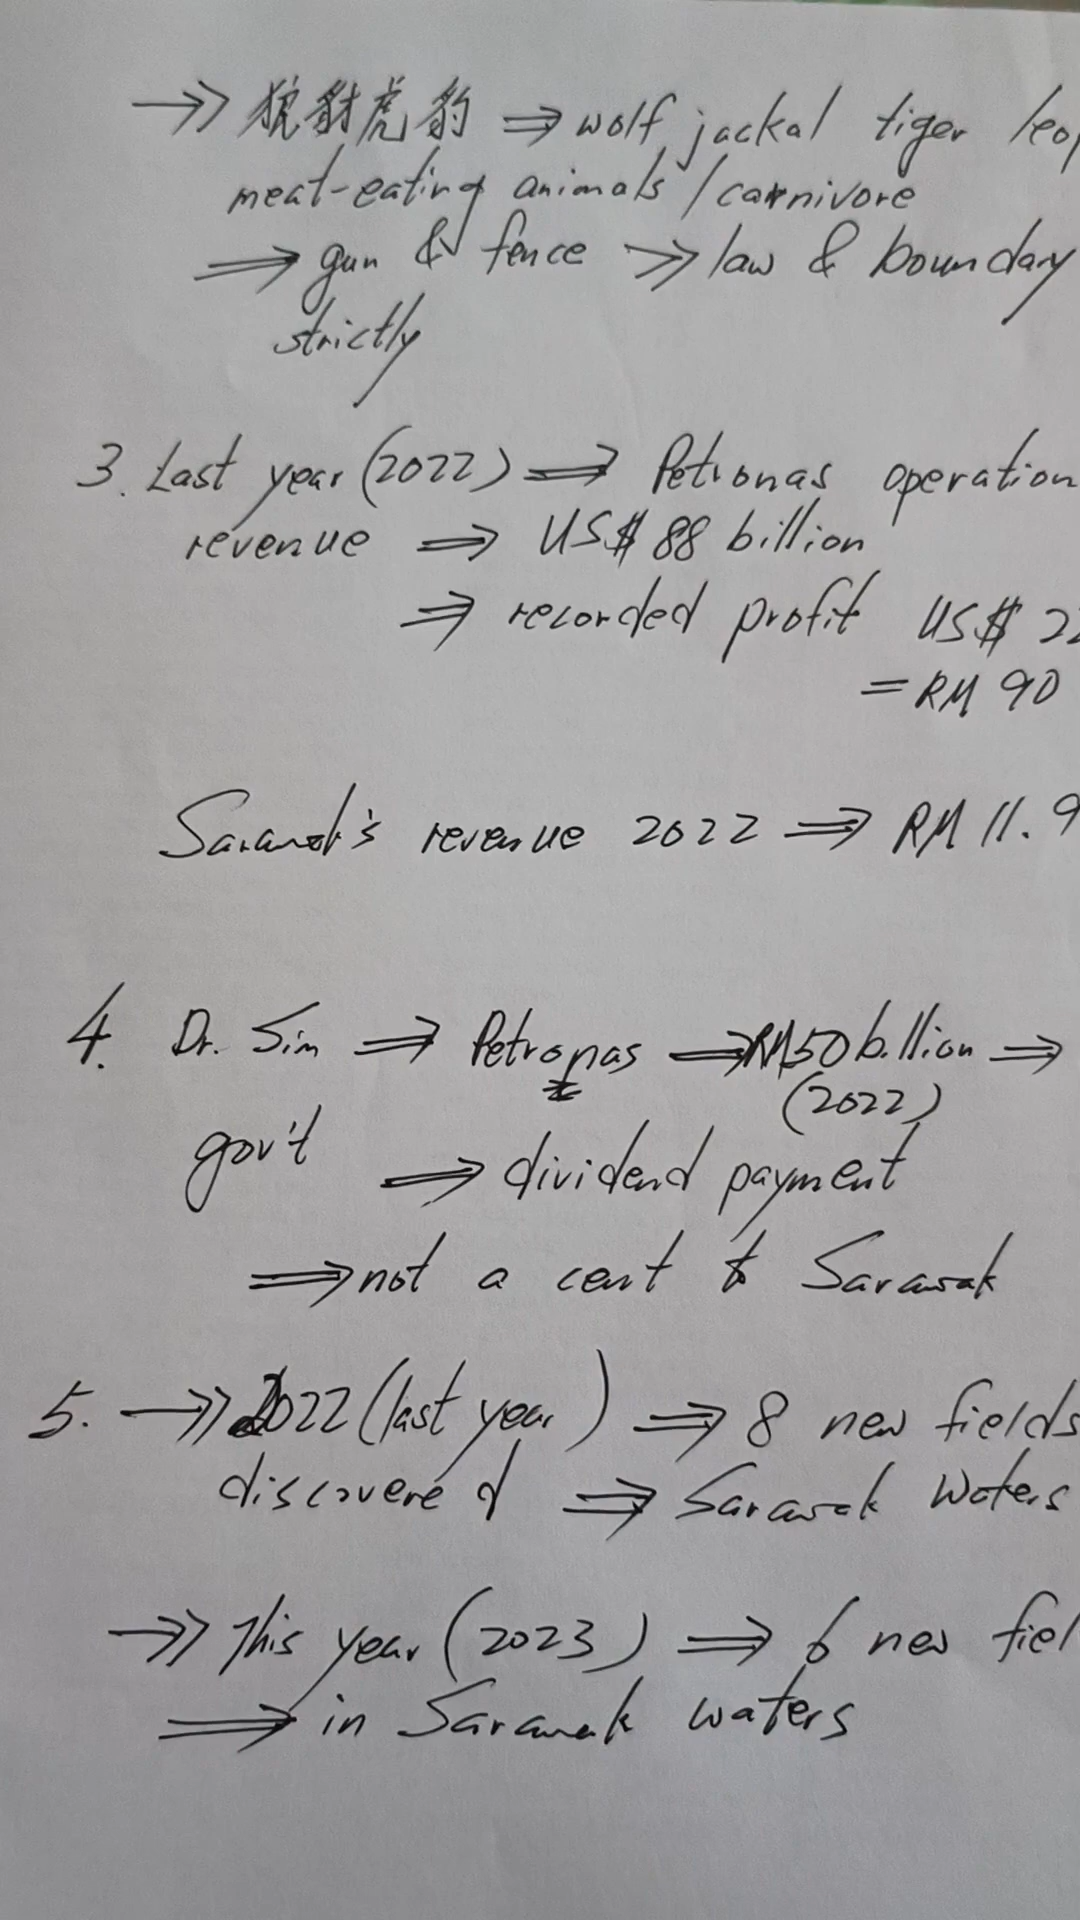 →» 狼豺虎豹 ⇒ wolf jackal tiger leop
meat-eating animals / carnivore
⇒ gun & fence ≫ law & boundary
strictly
3. Last year (2022) ⇒ Petronas operation
revenue ⇒ US$ 88 billion
⇒ recorded profit US$ 22
= RM 90
Sarawak's revenue 2022 ⇒ RM 11.9
4. Dr. Sim ⇒ Petronas ⇒ RM50 billion ⇒
(2022)
gov't ⇒ dividend payment
⇒ not a cent to Sarawak
5. →» 2022 (last year) ⇒ 8 new fields
discovered ⇒ Sarawak Waters
→» This year (2023) ⇒ 6 new fiel
⇒ in Sarawak waters